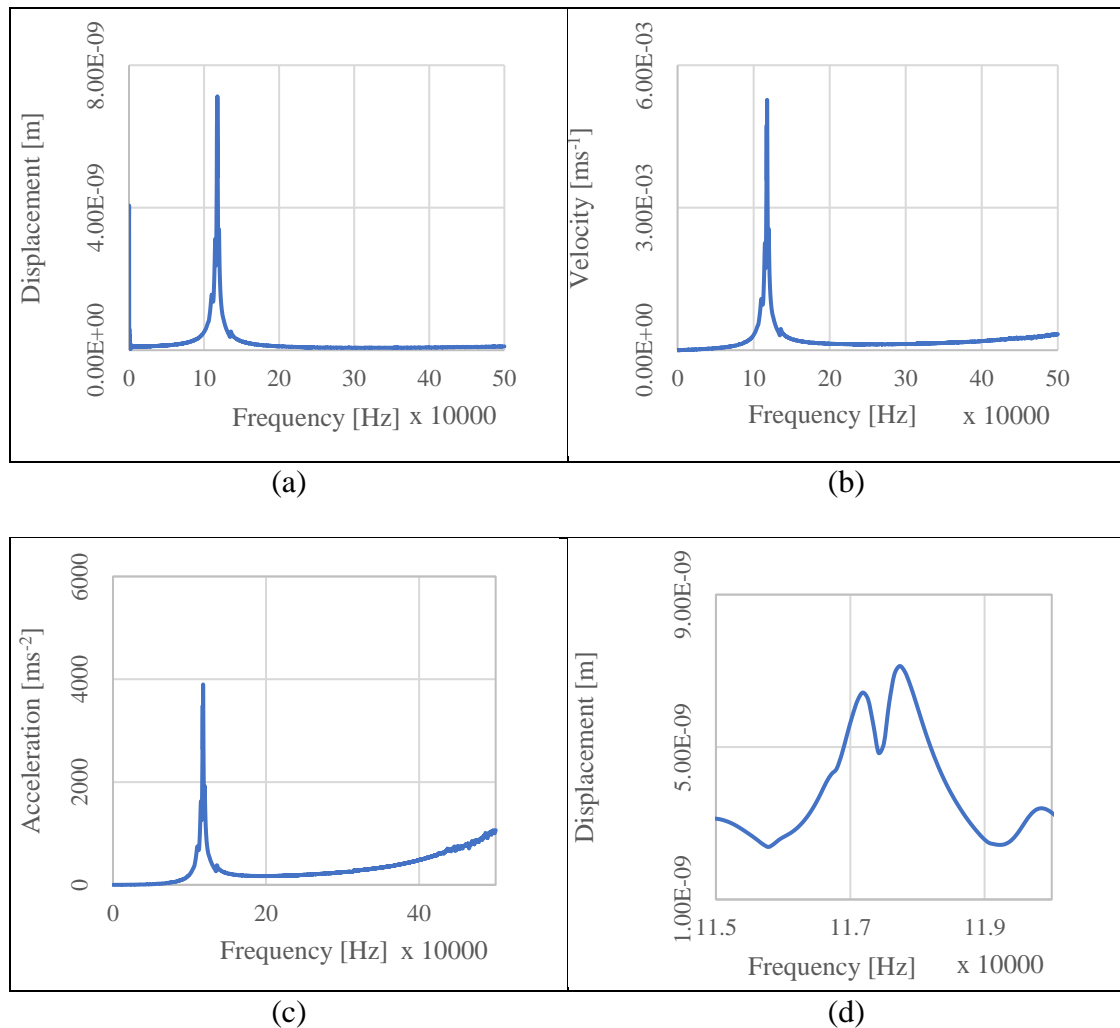 8.00E-09
4.00E-09
0.00E+00
Displacement [m]
0 10 20 30 40 50
Frequency [Hz] x 10000
(a)
6.00E-03
3.00E-03
0.00E+00
Velocity [ms⁻¹]
0 10 20 30 40 50
Frequency [Hz] x 10000
(b)
6000
4000
2000
0
Acceleration [ms⁻²]
0 20 40
Frequency [Hz] x 10000
(c)
9.00E-09
5.00E-09
1.00E-09
Displacement [m]
11.5 11.7 11.9
Frequency [Hz] x 10000
(d)